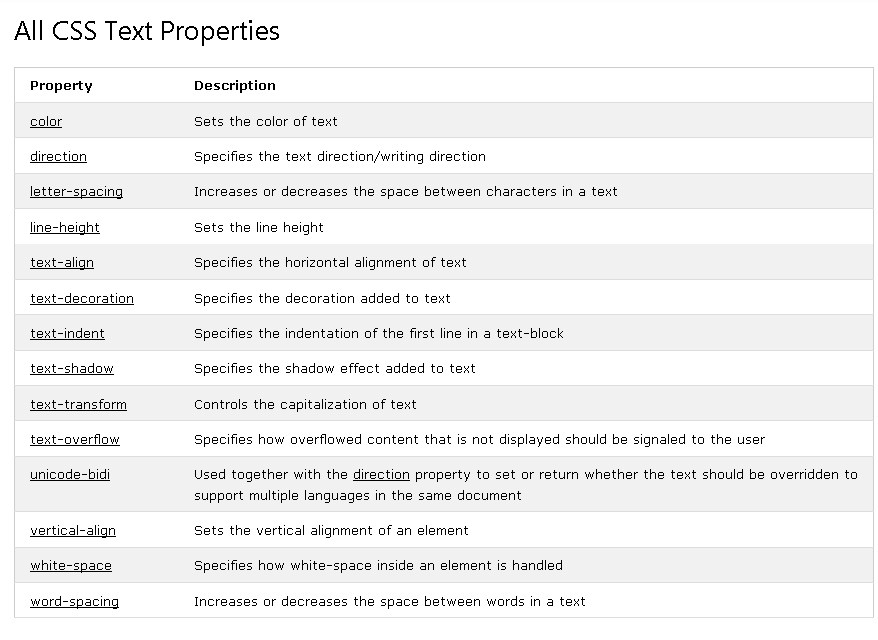 All CSS Text Properties
Property Description
color Sets the color of text
direction Specifies the text direction/writing direction
letter-spacing Increases or decreases the space between characters in a text
line-height Sets the line height
text-align Specifies the horizontal alignment of text
text-decoration Specifies the decoration added to text
text-indent Specifies the indentation of the first line in a text-block
text-shadow Specifies the shadow effect added to text
text-transform Controls the capitalization of text
text-overflow Specifies how overflowed content that is not displayed should be signaled to the user
unicode-bidi Used together with the direction property to set or return whether the text should be overridden to
support multiple languages in the same document
vertical-align Sets the vertical alignment of an element
white-space Specifies how white-space inside an element is handled
word-spacing Increases or decreases the space between words in a text